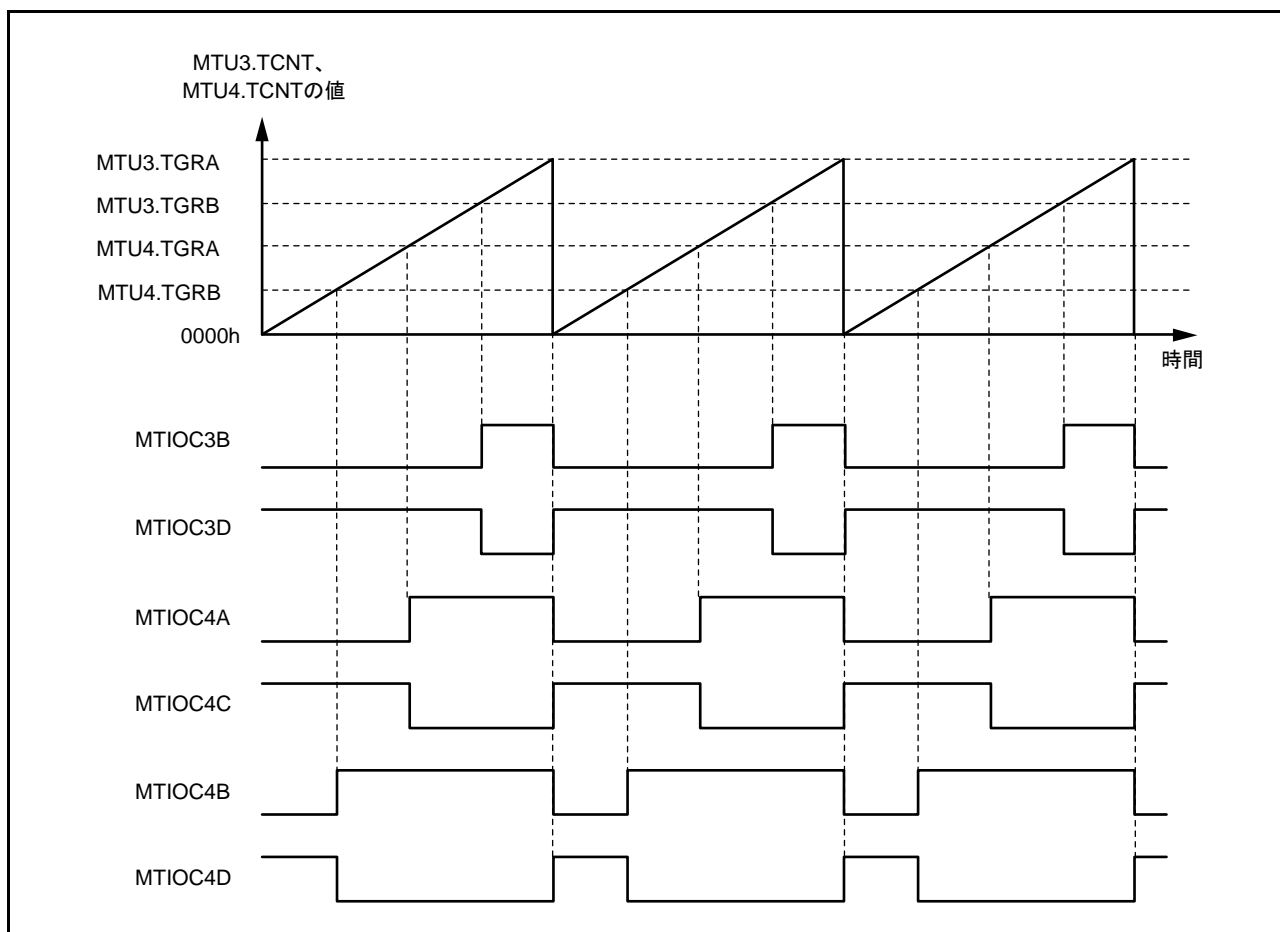 MTU3.TCNT、
MTU4.TCNTの値
MTU3.TGRA
MTU3.TGRB
MTU4.TGRA
MTU4.TGRB
0000h
時間
MTIOC3B
MTIOC3D
MTIOC4A
MTIOC4C
MTIOC4B
MTIOC4D